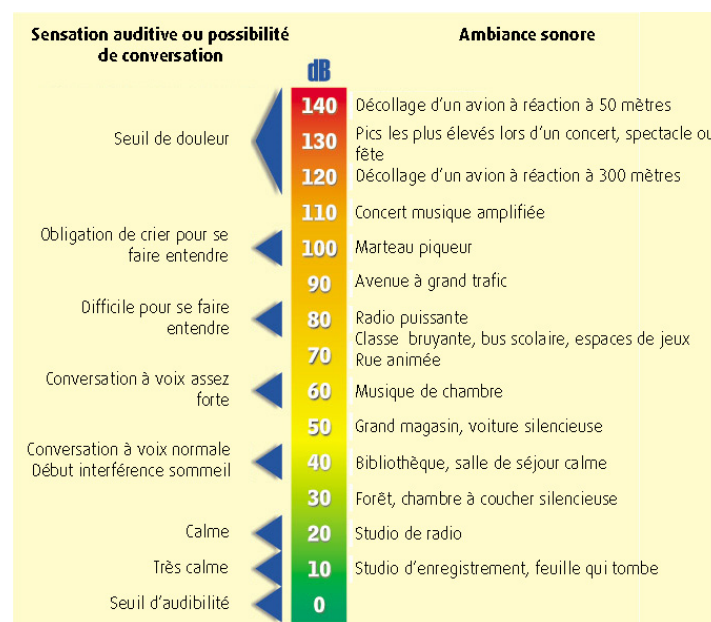 Sensation auditive ou possibilité
de conversation
Ambiance sonore
dB
Seuil de douleur
140 Décollage d'un avion à réaction à 50 mètres
130 Pics les plus élevés lors d'un concert, spectacle ou
fête
120 Décollage d'un avion à réaction à 300 mètres
110 Concert musique amplifiée
Obligation de crier pour se
faire entendre
100 Marteau piqueur
90 Avenue à grand trafic
Difficile pour se faire
entendre
80 Radio puissante
Classe bruyante, bus scolaire, espaces de jeux
70 Rue animée
Conversation à voix assez
forte
60 Musique de chambre
50 Grand magasin, voiture silencieuse
Conversation à voix normale
Début interférence sommeil
40 Bibliothèque, salle de séjour calme
30 Forêt, chambre à coucher silencieuse
Calme
20 Studio de radio
Très calme
10 Studio d'enregistrement, feuille qui tombe
Seuil d'audibilité
0